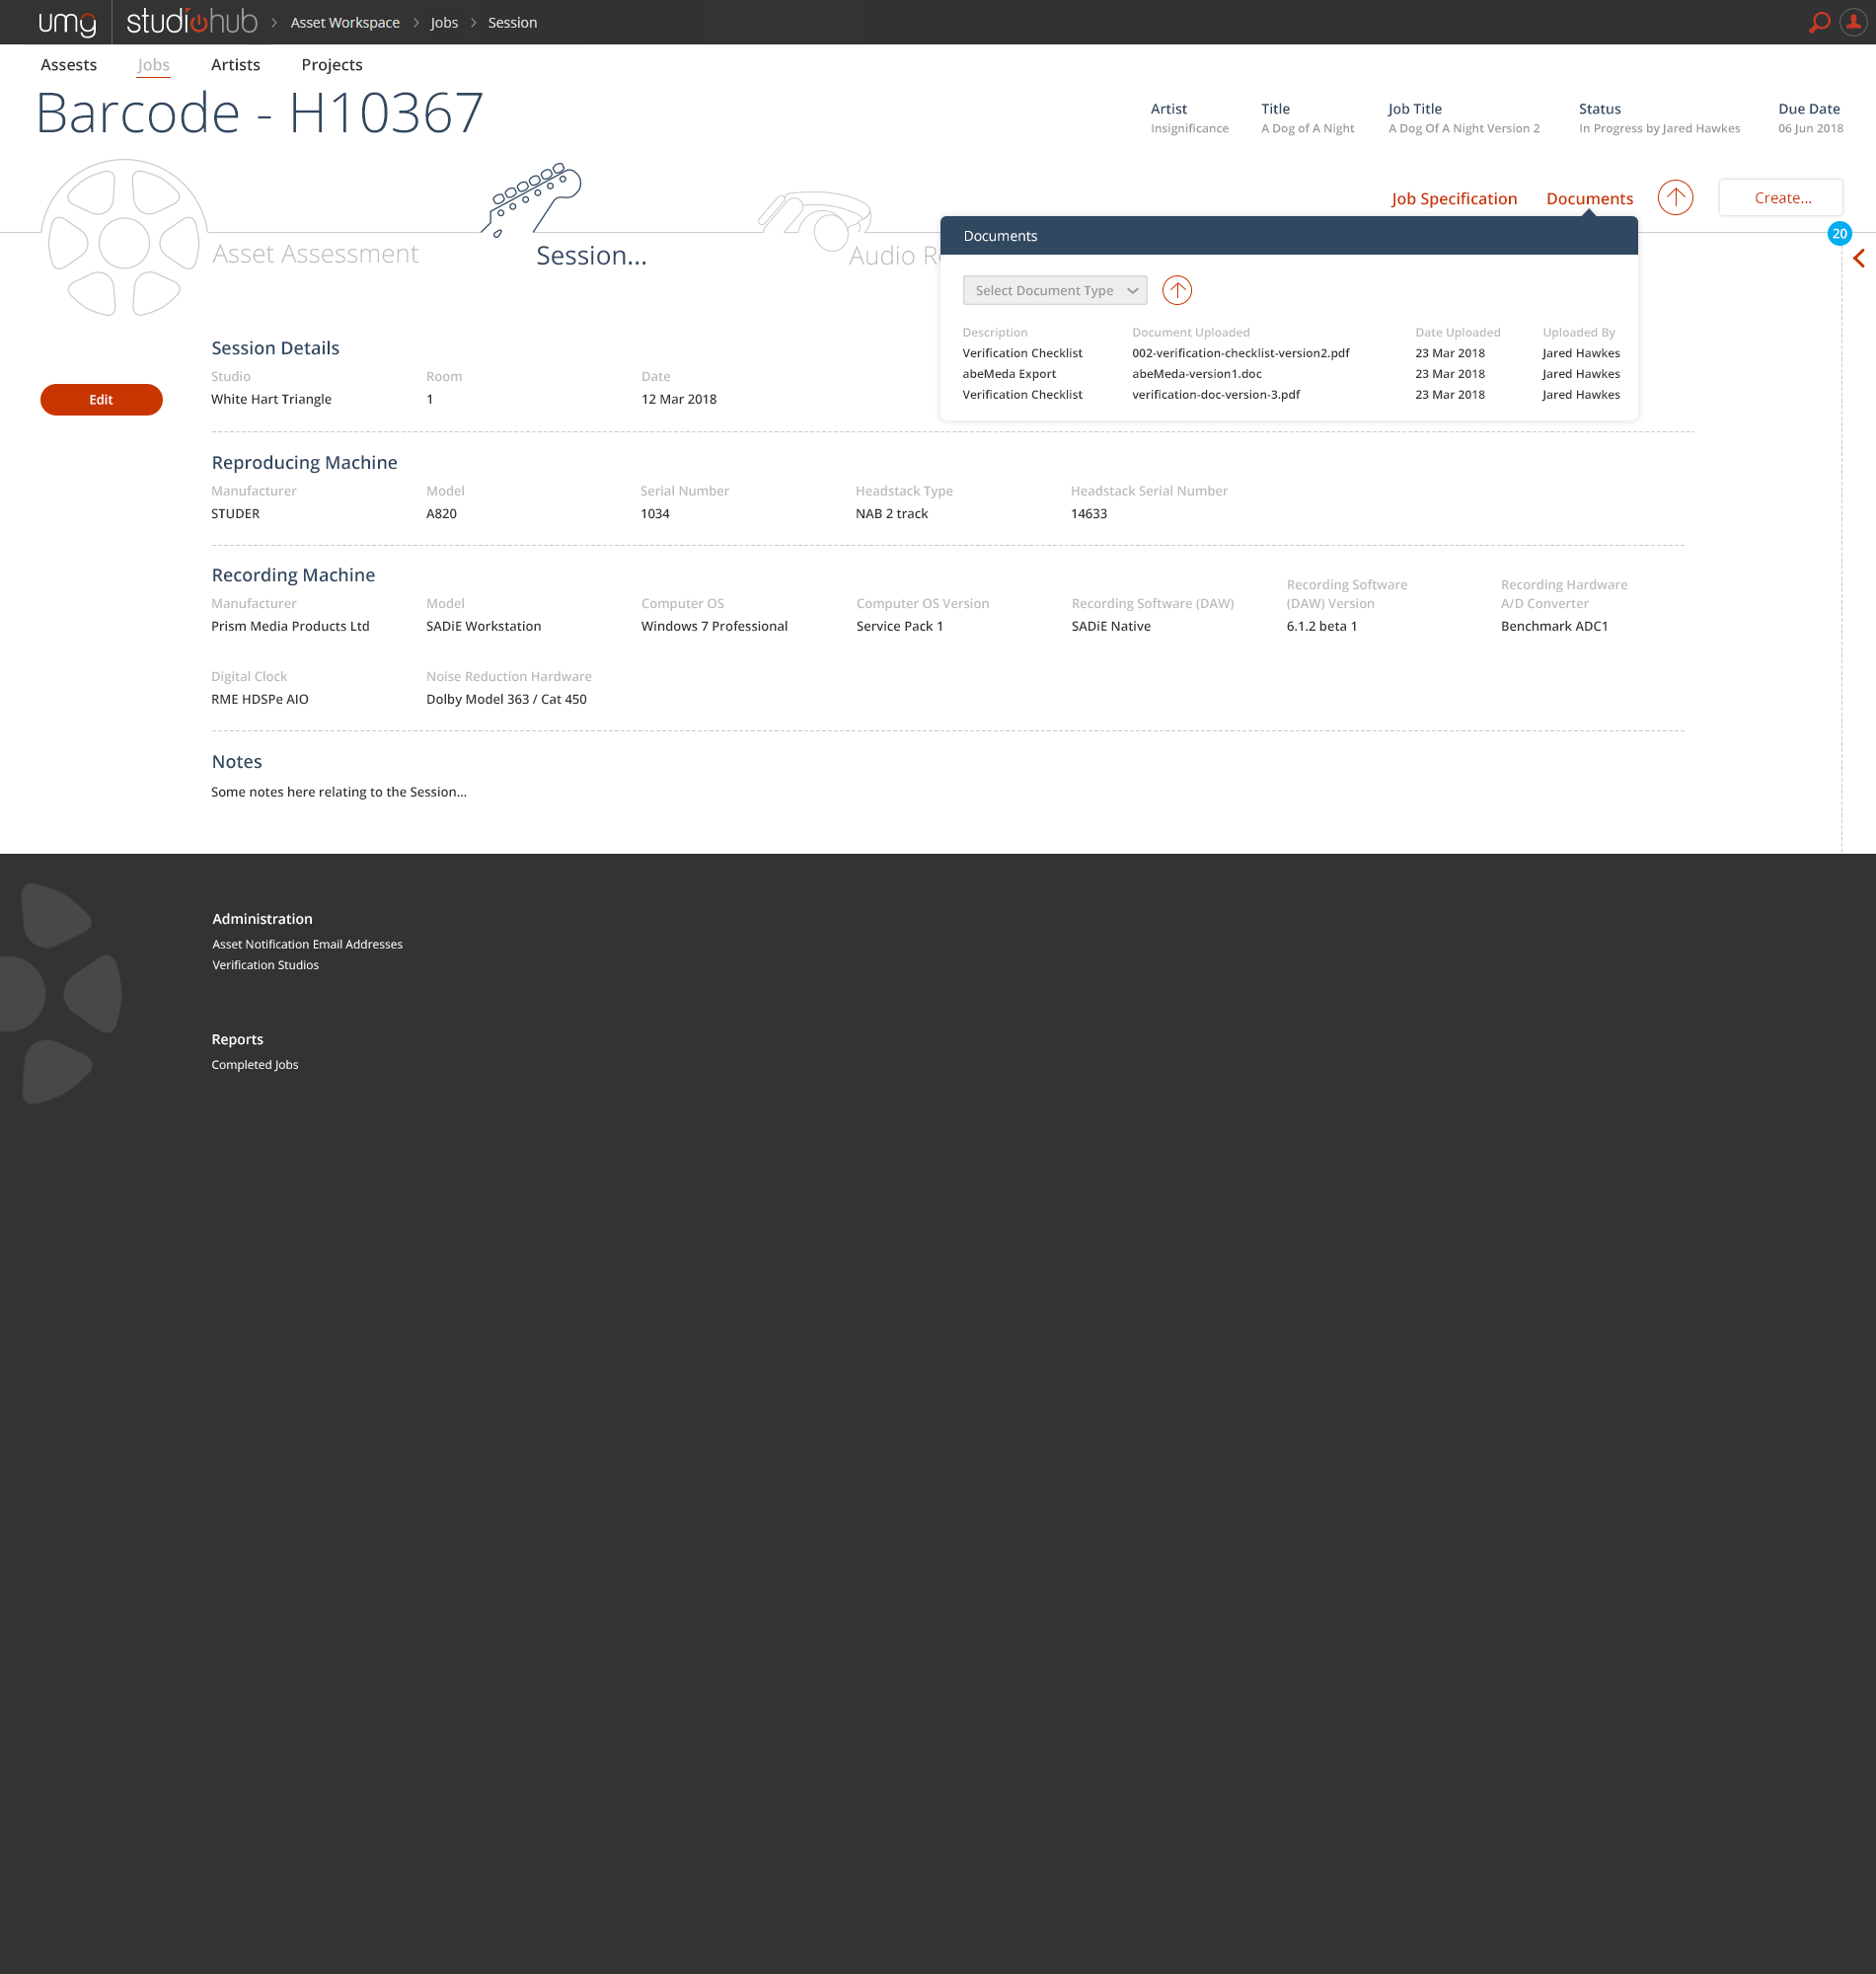 umg studiohub > Asset Workspace > Jobs > Session
Assests Jobs Artists Projects
Barcode - H10367
Artist Title Job Title Status Due Date
Insignificance A Dog of A Night A Dog Of A Night Version 2 In Progress by Jared Hawkes 06 Jun 2018
Job Specification Documents Create...
Asset Assessment Session... Audio R
20
Documents
Select Document Type
Description Document Uploaded Date Uploaded Uploaded By
Verification Checklist 002-verification-checklist-version2.pdf 23 Mar 2018 Jared Hawkes
abeMeda Export abeMeda-version1.doc 23 Mar 2018 Jared Hawkes
Verification Checklist verification-doc-version-3.pdf 23 Mar 2018 Jared Hawkes
Edit
Session Details
Studio Room Date
White Hart Triangle 1 12 Mar 2018
Reproducing Machine
Manufacturer Model Serial Number Headstack Type Headstack Serial Number
STUDER A820 1034 NAB 2 track 14633
Recording Machine
Recording Software Recording Hardware
Manufacturer Model Computer OS Computer OS Version Recording Software (DAW) (DAW) Version A/D Converter
Prism Media Products Ltd SADiE Workstation Windows 7 Professional Service Pack 1 SADiE Native 6.1.2 beta 1 Benchmark ADC1
Digital Clock Noise Reduction Hardware
RME HDSPe AIO Dolby Model 363 / Cat 450
Notes
Some notes here relating to the Session...
Administration
Asset Notification Email Addresses
Verification Studios
Reports
Completed Jobs